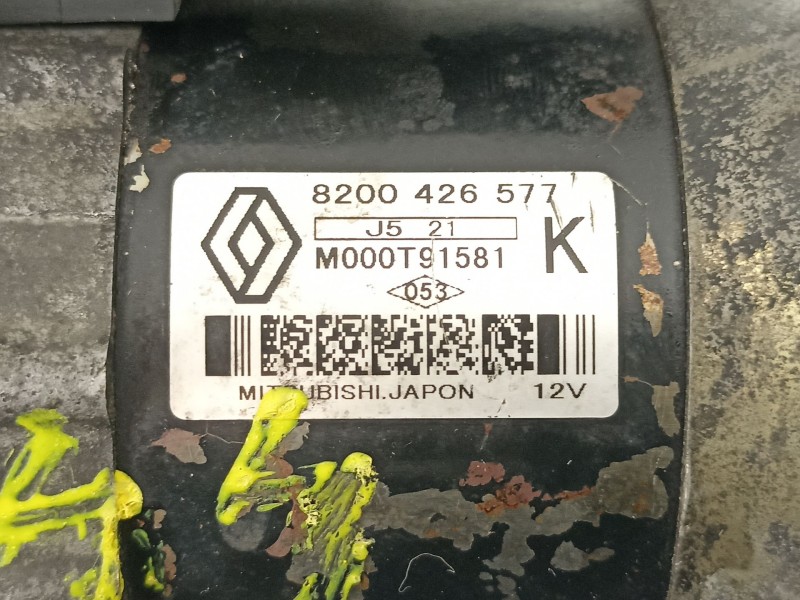 8200 426 577
J5 21
M000T91581 K
053
MITSUBISHI.JAPON 12V